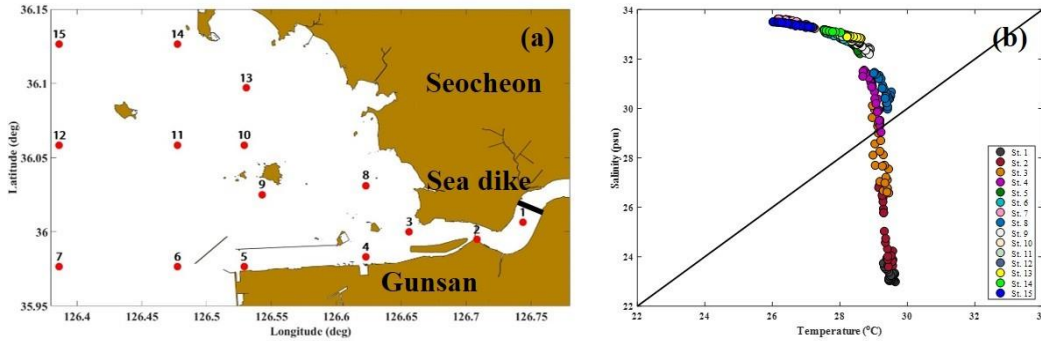 36.15
36.1
36.05
36
35.95
Latitude (deg)
15
14
(a)
13
Seocheon
12
11
10
8
9
Sea dike
1
3
2
7
6
5
4
Gunsan
126.4
126.45
126.5
126.55
126.6
126.65
126.7
126.75
Longitude (deg)
34
32
30
28
26
24
22
Salinity (psu)
(b)
St. 1
St. 2
St. 3
St. 4
St. 5
St. 6
St. 7
St. 8
St. 9
St. 10
St. 11
St. 12
St. 13
St. 14
St. 15
22
24
26
28
30
32
Temperature (°C)